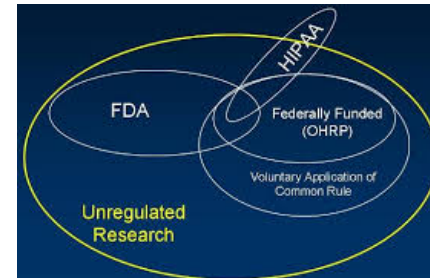 HIPAA
FDA
Federally Funded
(OHRP)
Voluntary Application of
Common Rule
Unregulated
Research